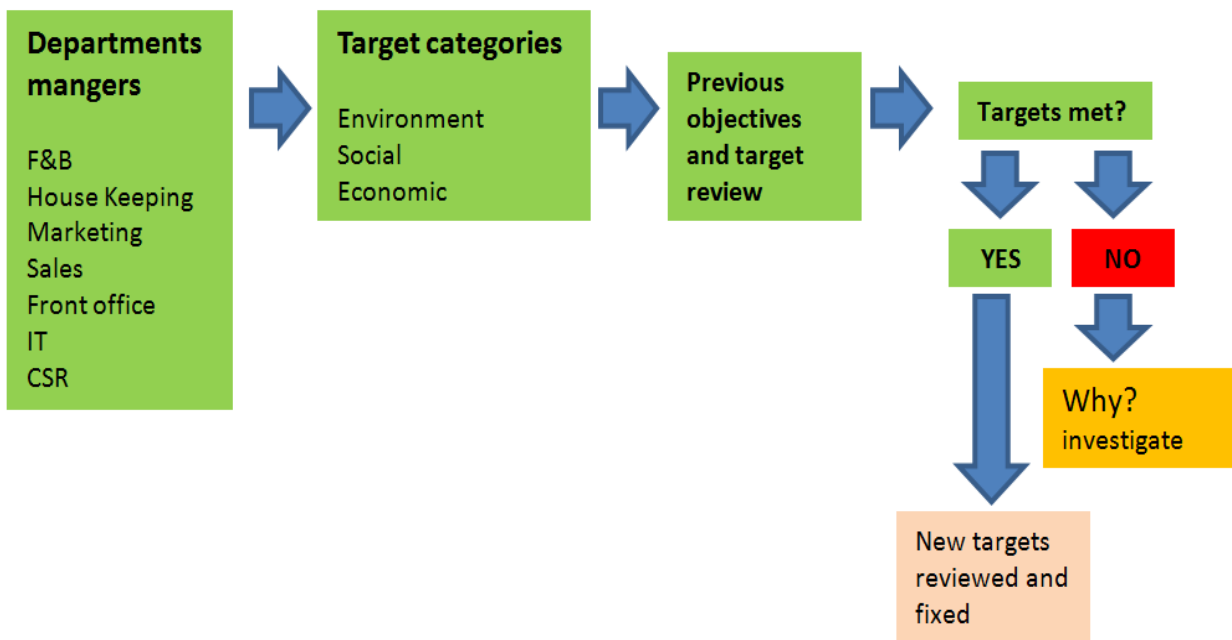 Departments
mangers
F&B
House Keeping
Marketing
Sales
Front office
IT
CSR
Target categories
Environment
Social
Economic
Previous
objectives
and target
review
Targets met?
YES
NO
Why?
investigate
New targets
reviewed and
fixed